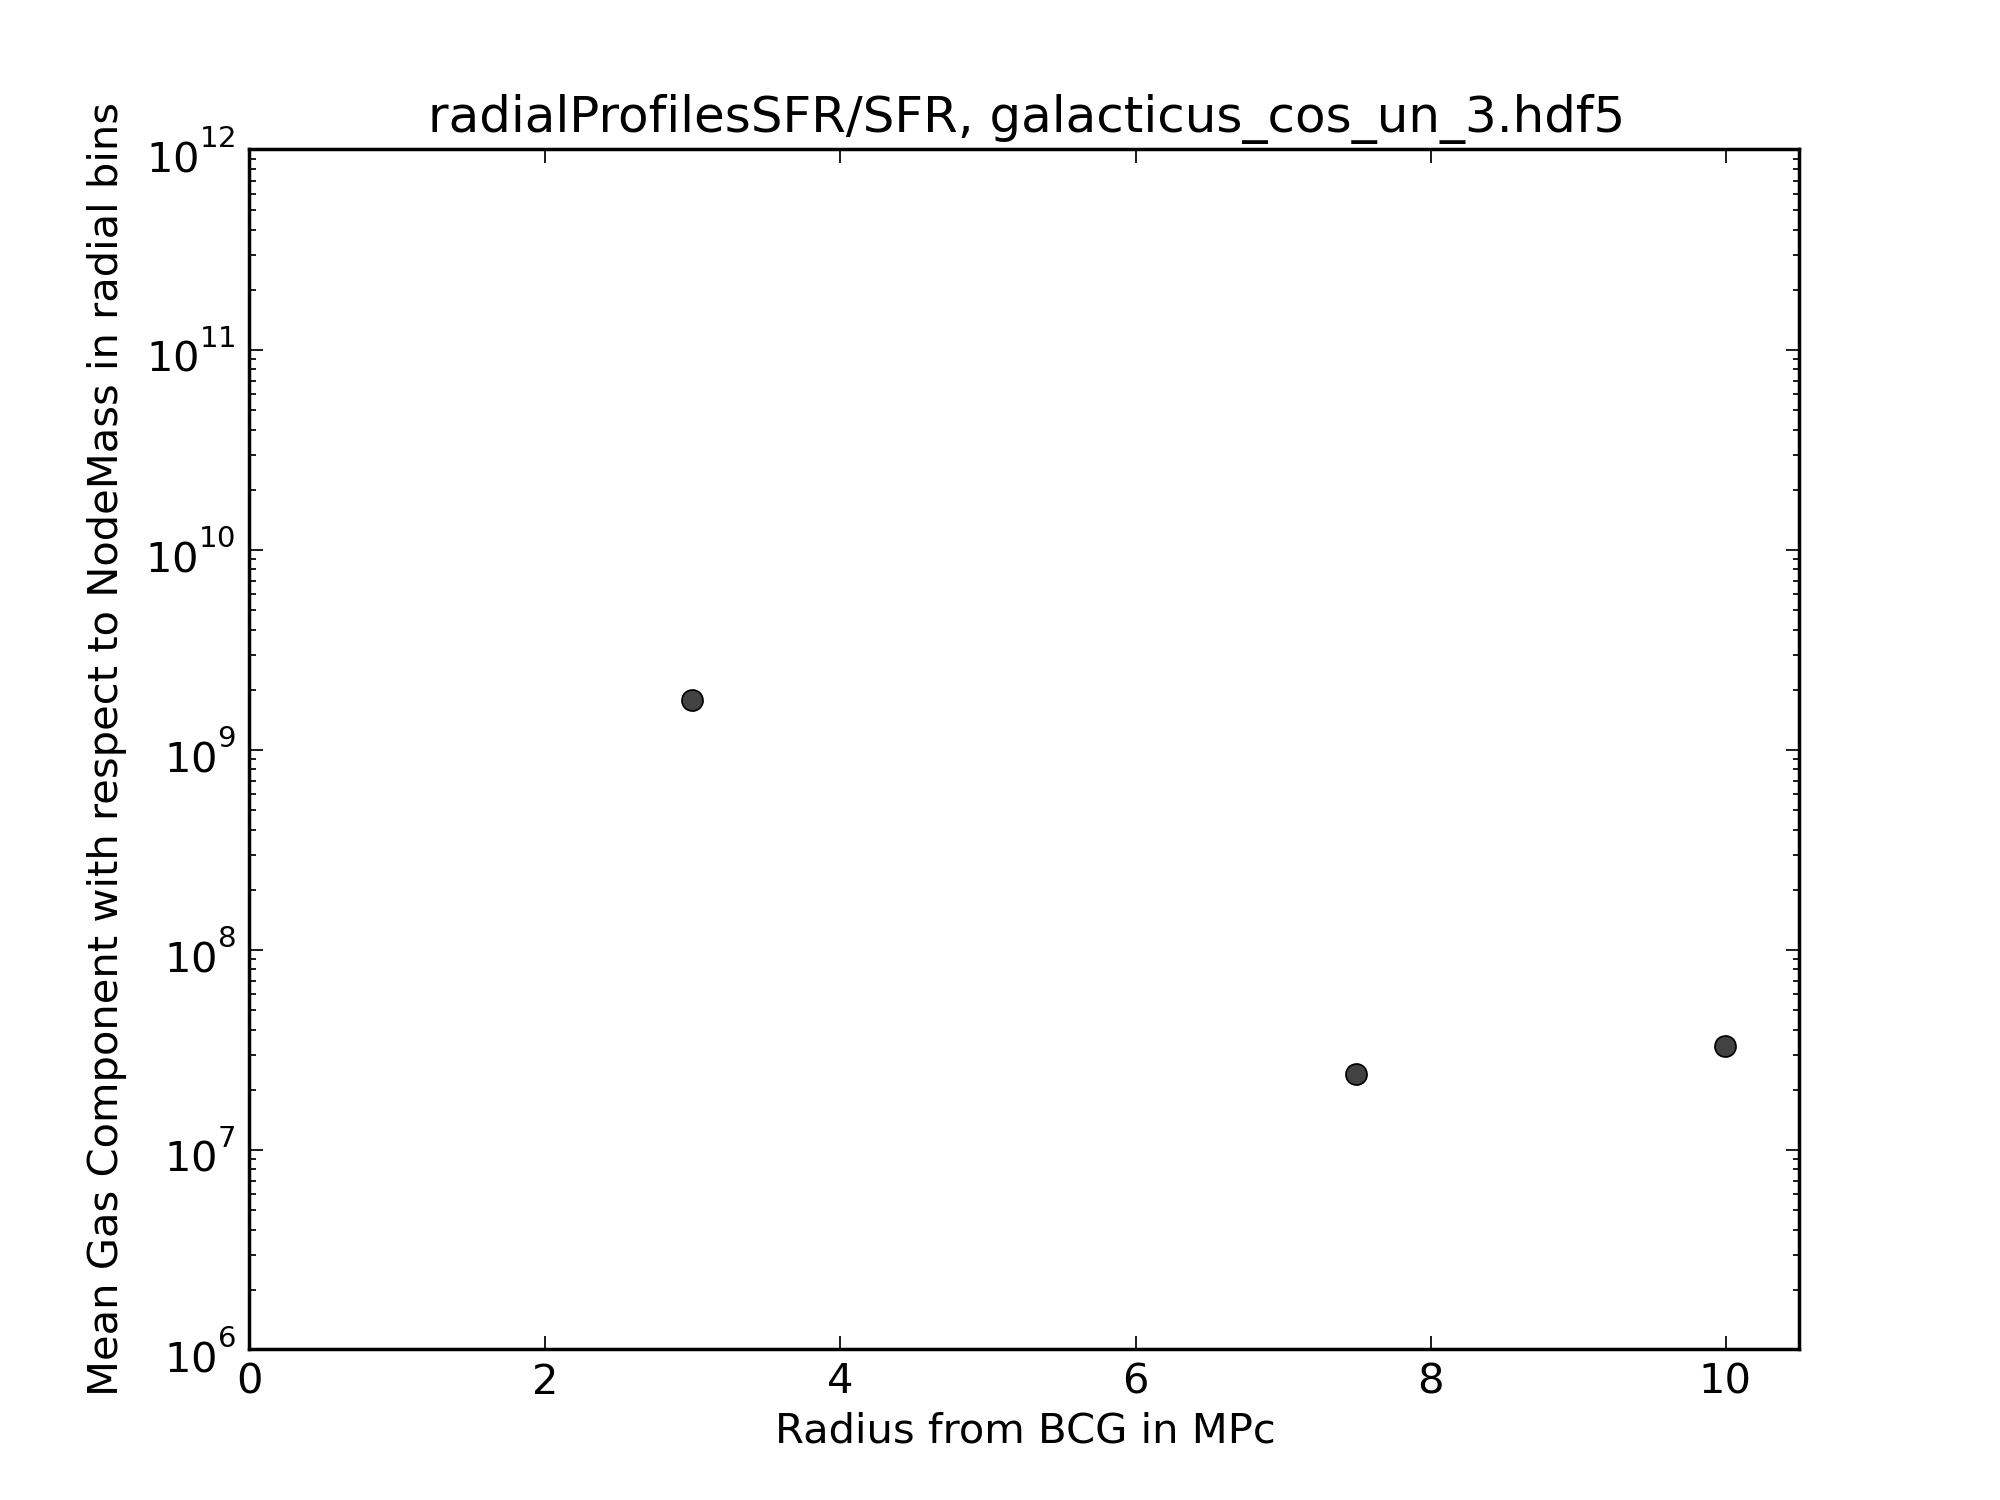 radialProfilesSFR/SFR, galacticus_cos_un_3.hdf5
Mean Gas Component with respect to NodeMass in radial bins
10^12
10^11
10^10
10^9
10^8
10^7
10^6
0 2 4 6 8 10
Radius from BCG in MPc